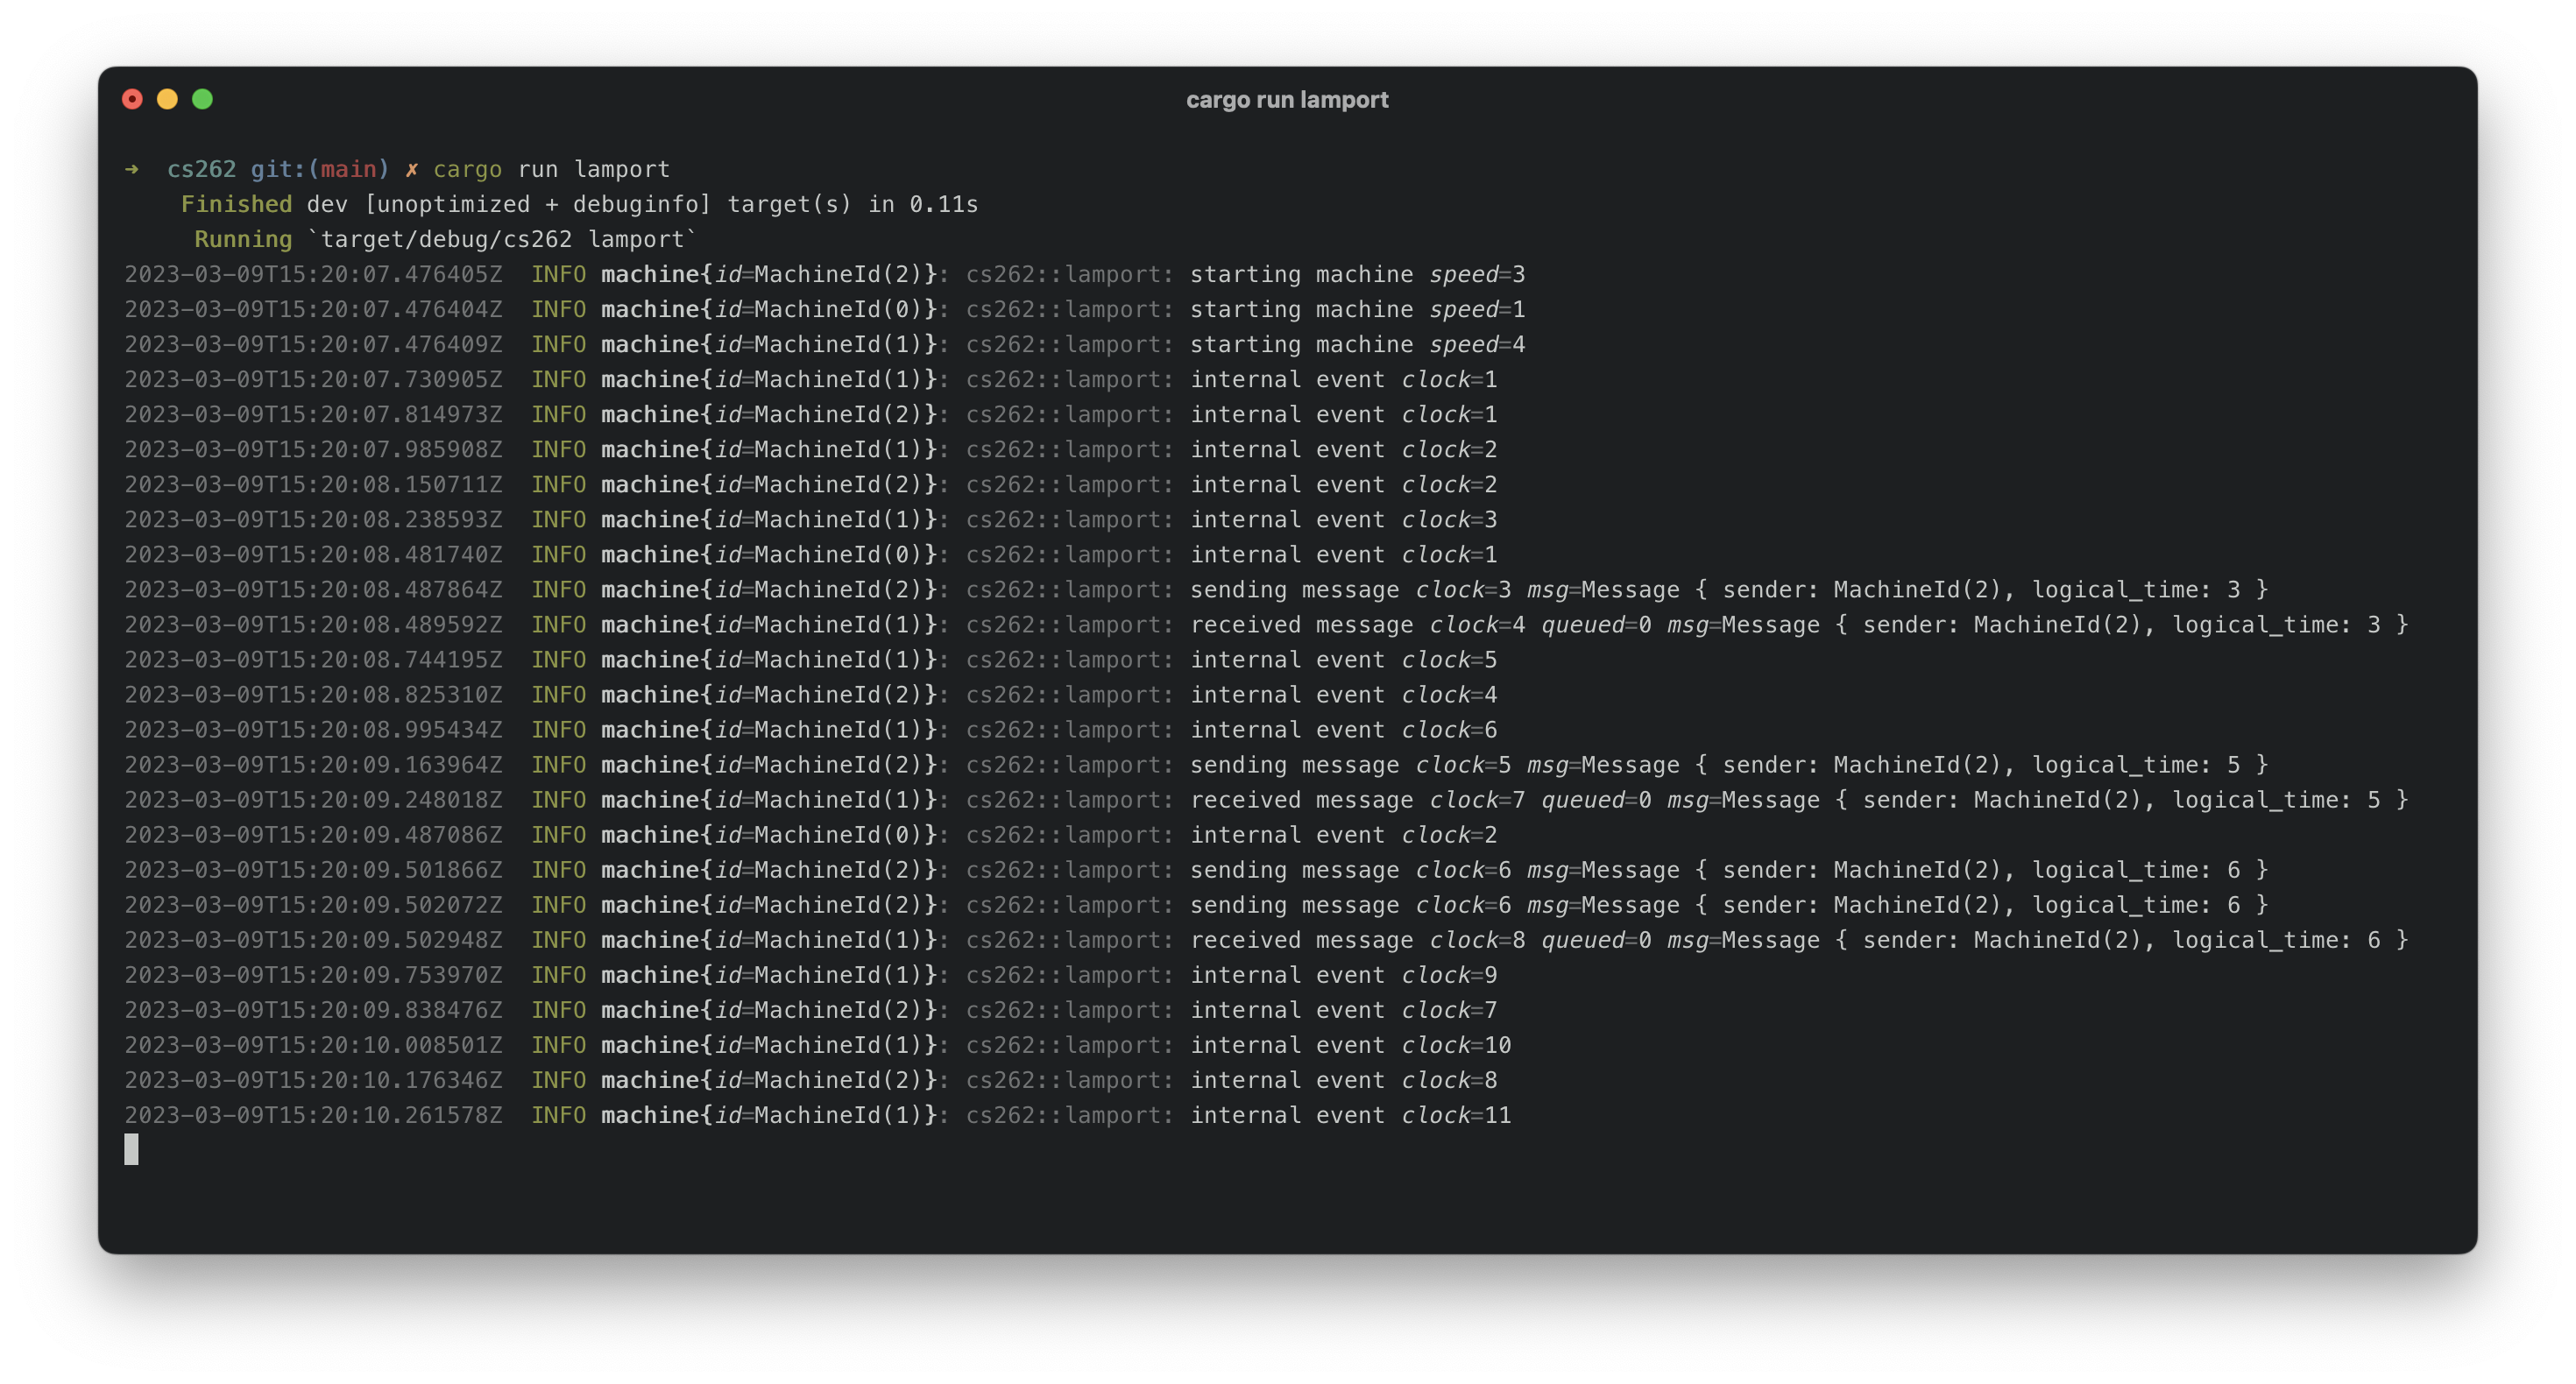 cargo run lamport
➜  cs262 git:(main) ✗ cargo run lamport
    Finished dev [unoptimized + debuginfo] target(s) in 0.11s
     Running `target/debug/cs262 lamport`
2023-03-09T15:20:07.476405Z  INFO machine{id=MachineId(2)}: cs262::lamport: starting machine speed=3
2023-03-09T15:20:07.476404Z  INFO machine{id=MachineId(0)}: cs262::lamport: starting machine speed=1
2023-03-09T15:20:07.476409Z  INFO machine{id=MachineId(1)}: cs262::lamport: starting machine speed=4
2023-03-09T15:20:07.730905Z  INFO machine{id=MachineId(1)}: cs262::lamport: internal event clock=1
2023-03-09T15:20:07.814973Z  INFO machine{id=MachineId(2)}: cs262::lamport: internal event clock=1
2023-03-09T15:20:07.985908Z  INFO machine{id=MachineId(1)}: cs262::lamport: internal event clock=2
2023-03-09T15:20:08.150711Z  INFO machine{id=MachineId(2)}: cs262::lamport: internal event clock=2
2023-03-09T15:20:08.238593Z  INFO machine{id=MachineId(1)}: cs262::lamport: internal event clock=3
2023-03-09T15:20:08.481740Z  INFO machine{id=MachineId(0)}: cs262::lamport: internal event clock=1
2023-03-09T15:20:08.487864Z  INFO machine{id=MachineId(2)}: cs262::lamport: sending message clock=3 msg=Message { sender: MachineId(2), logical_time: 3 }
2023-03-09T15:20:08.489592Z  INFO machine{id=MachineId(1)}: cs262::lamport: received message clock=4 queued=0 msg=Message { sender: MachineId(2), logical_time: 3 }
2023-03-09T15:20:08.744195Z  INFO machine{id=MachineId(1)}: cs262::lamport: internal event clock=5
2023-03-09T15:20:08.825310Z  INFO machine{id=MachineId(2)}: cs262::lamport: internal event clock=4
2023-03-09T15:20:08.995434Z  INFO machine{id=MachineId(1)}: cs262::lamport: internal event clock=6
2023-03-09T15:20:09.163964Z  INFO machine{id=MachineId(2)}: cs262::lamport: sending message clock=5 msg=Message { sender: MachineId(2), logical_time: 5 }
2023-03-09T15:20:09.248018Z  INFO machine{id=MachineId(1)}: cs262::lamport: received message clock=7 queued=0 msg=Message { sender: MachineId(2), logical_time: 5 }
2023-03-09T15:20:09.487086Z  INFO machine{id=MachineId(0)}: cs262::lamport: internal event clock=2
2023-03-09T15:20:09.501866Z  INFO machine{id=MachineId(2)}: cs262::lamport: sending message clock=6 msg=Message { sender: MachineId(2), logical_time: 6 }
2023-03-09T15:20:09.502072Z  INFO machine{id=MachineId(2)}: cs262::lamport: sending message clock=6 msg=Message { sender: MachineId(2), logical_time: 6 }
2023-03-09T15:20:09.502948Z  INFO machine{id=MachineId(1)}: cs262::lamport: received message clock=8 queued=0 msg=Message { sender: MachineId(2), logical_time: 6 }
2023-03-09T15:20:09.753970Z  INFO machine{id=MachineId(1)}: cs262::lamport: internal event clock=9
2023-03-09T15:20:09.838476Z  INFO machine{id=MachineId(2)}: cs262::lamport: internal event clock=7
2023-03-09T15:20:10.008501Z  INFO machine{id=MachineId(1)}: cs262::lamport: internal event clock=10
2023-03-09T15:20:10.176346Z  INFO machine{id=MachineId(2)}: cs262::lamport: internal event clock=8
2023-03-09T15:20:10.261578Z  INFO machine{id=MachineId(1)}: cs262::lamport: internal event clock=11